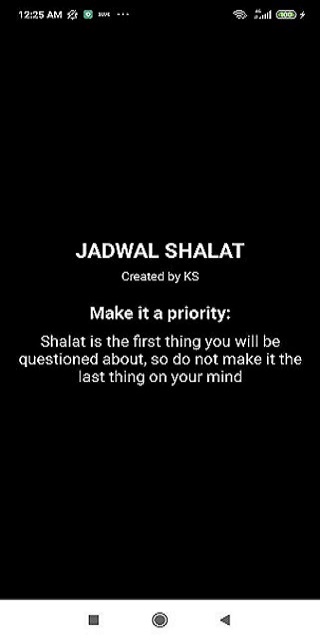 12:25 AM
100
JADWAL SHALAT
Created by KS
Make it a priority:
Shalat is the first thing you will be
questioned about, so do not make it the
last thing on your mind